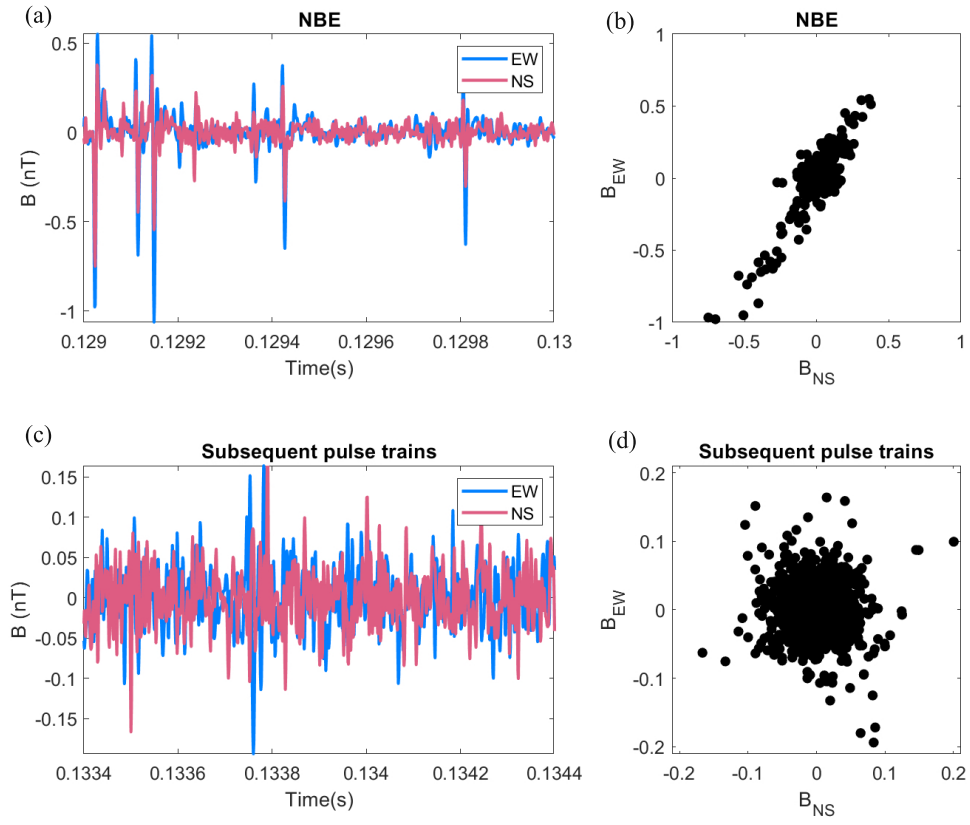 (a)
NBE
EW
NS
0.5
0
-0.5
-1
B (nT)
0.129
0.1292
0.1294
0.1296
0.1298
0.13
Time(s)
(b)
NBE
1
0.5
0
-0.5
-1
B_EW
-1
-0.5
0
0.5
1
B_NS
(c)
Subsequent pulse trains
EW
NS
0.15
0.1
0.05
0
-0.05
-0.1
-0.15
B (nT)
0.1334
0.1336
0.1338
0.134
0.1342
0.1344
Time(s)
(d)
Subsequent pulse trains
0.2
0.1
0
-0.1
-0.2
B_EW
-0.2
-0.1
0
0.1
0.2
B_NS